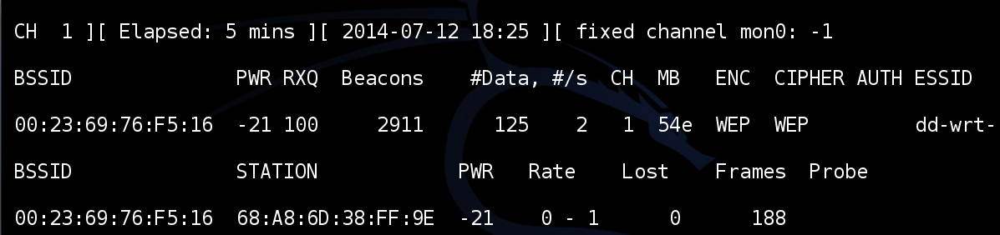 CH  1 ][ Elapsed: 5 mins ][ 2014-07-12 18:25 ][ fixed channel mon0: -1
BSSID              PWR RXQ  Beacons    #Data, #/s  CH  MB   ENC  CIPHER AUTH ESSID
00:23:69:76:F5:16  -21 100     2911      125    2   1  54e  WEP  WEP         dd-wrt-
BSSID              STATION            PWR   Rate    Lost    Frames  Probe
00:23:69:76:F5:16  68:A8:6D:38:FF:9E  -21    0 - 1      0      188